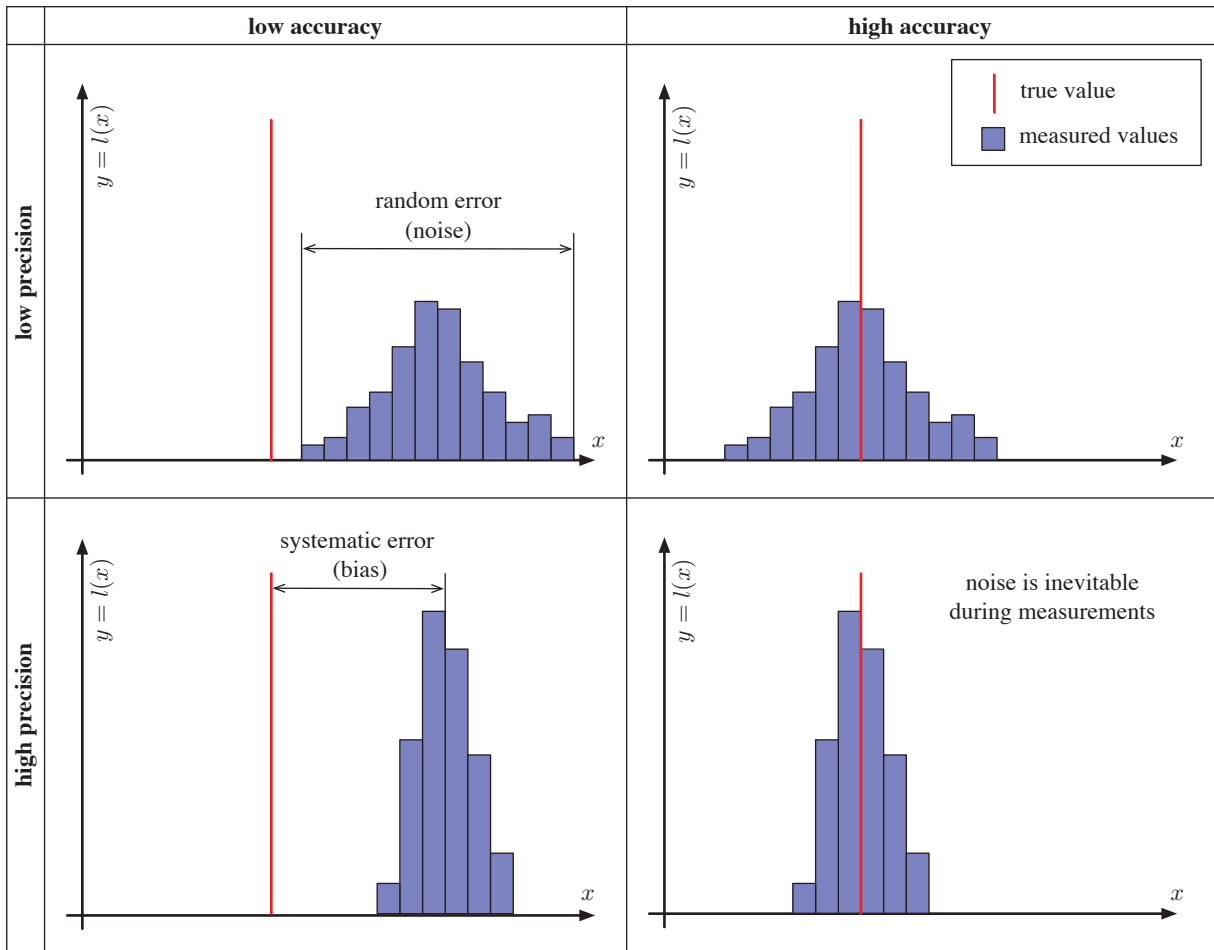 low accuracy
high accuracy
low precision
y = l(x)
random error
(noise)
x
y = l(x)
true value
measured values
x
high precision
y = l(x)
systematic error
(bias)
x
y = l(x)
noise is inevitable
during measurements
x